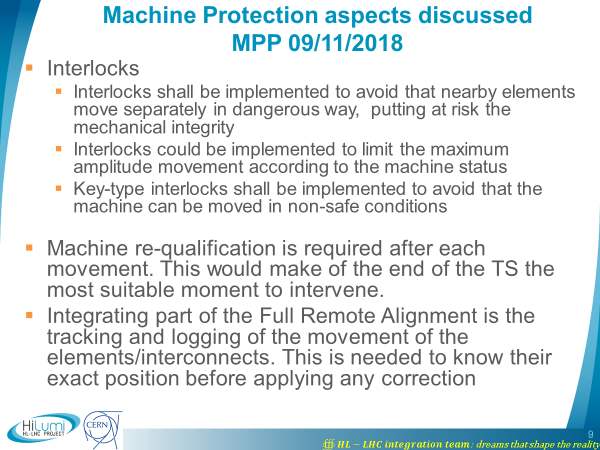 Machine Protection aspects discussed
MPP 09/11/2018
Interlocks
Interlocks shall be implemented to avoid that nearby elements
move separately in dangerous way, putting at risk the
mechanical integrity
Interlocks could be implemented to limit the maximum
amplitude movement according to the machine status
Key-type interlocks shall be implemented to avoid that the
machine can be moved in non-safe conditions
Machine re-qualification is required after each
movement. This would make of the end of the TS the
most suitable moment to intervene.
Integrating part of the Full Remote Alignment is the
tracking and logging of the movement of the
elements/interconnects. This is needed to know their
exact position before applying any correction
HiLumi
HL-LHC PROJECT
CERN
9
∰ HL – LHC integration team: dreams that shape the reality